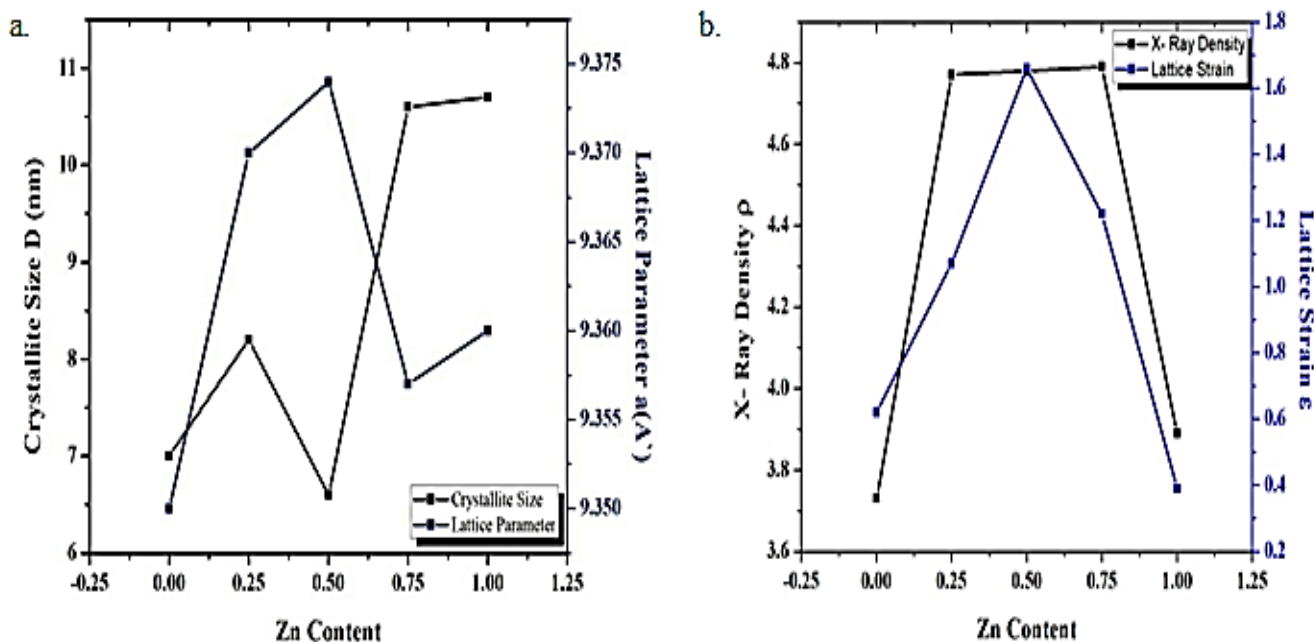 a.
Crystallite Size D (nm)
11
10
9
8
7
6
-0.25 0.00 0.25 0.50 0.75 1.00 1.25
Zn Content
9.375
9.370
9.365
9.360
9.355
9.350
Lattice Parameter a(A`)
Crystallite Size
Lattice Parameter
b.
X- Ray Density ρ
4.8
4.6
4.4
4.2
4.0
3.8
3.6
-0.25 0.00 0.25 0.50 0.75 1.00 1.25
Zn Content
1.8
1.6
1.4
1.2
1.0
0.8
0.6
0.4
0.2
Lattice Strain ε
X- Ray Density
Lattice Strain